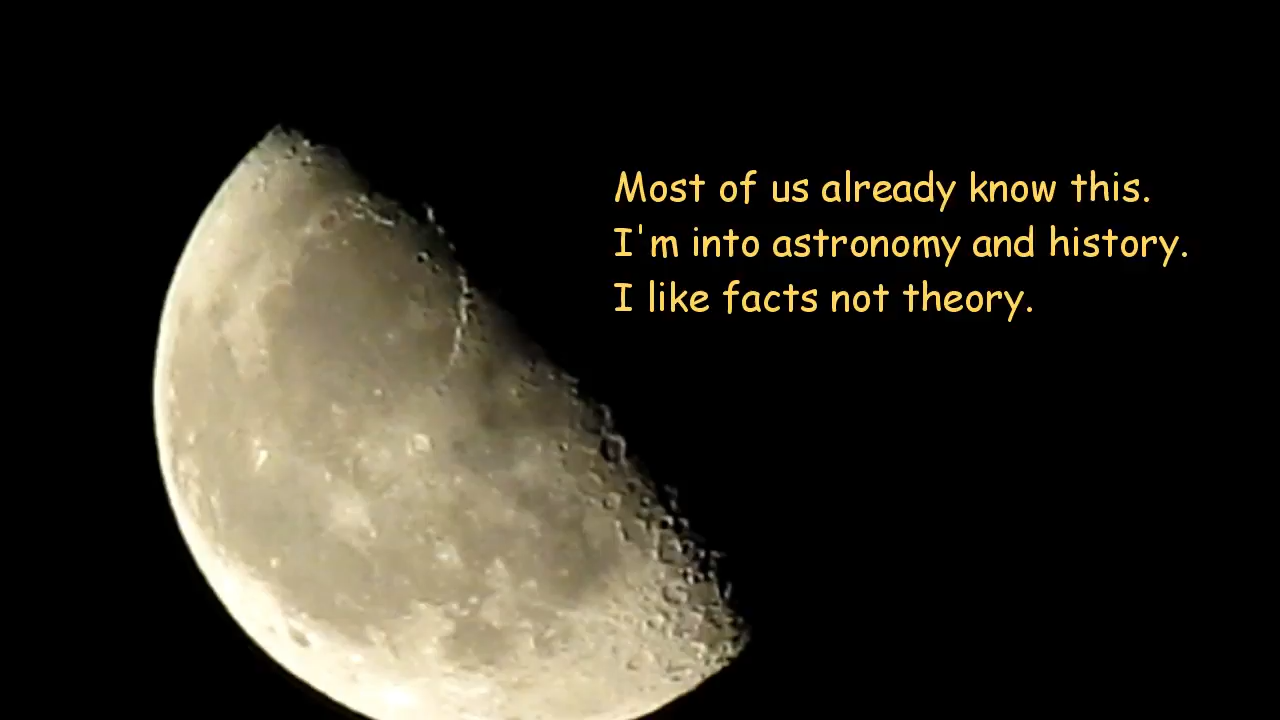 Most of us already know this.
I'm into astronomy and history.
I like facts not theory.